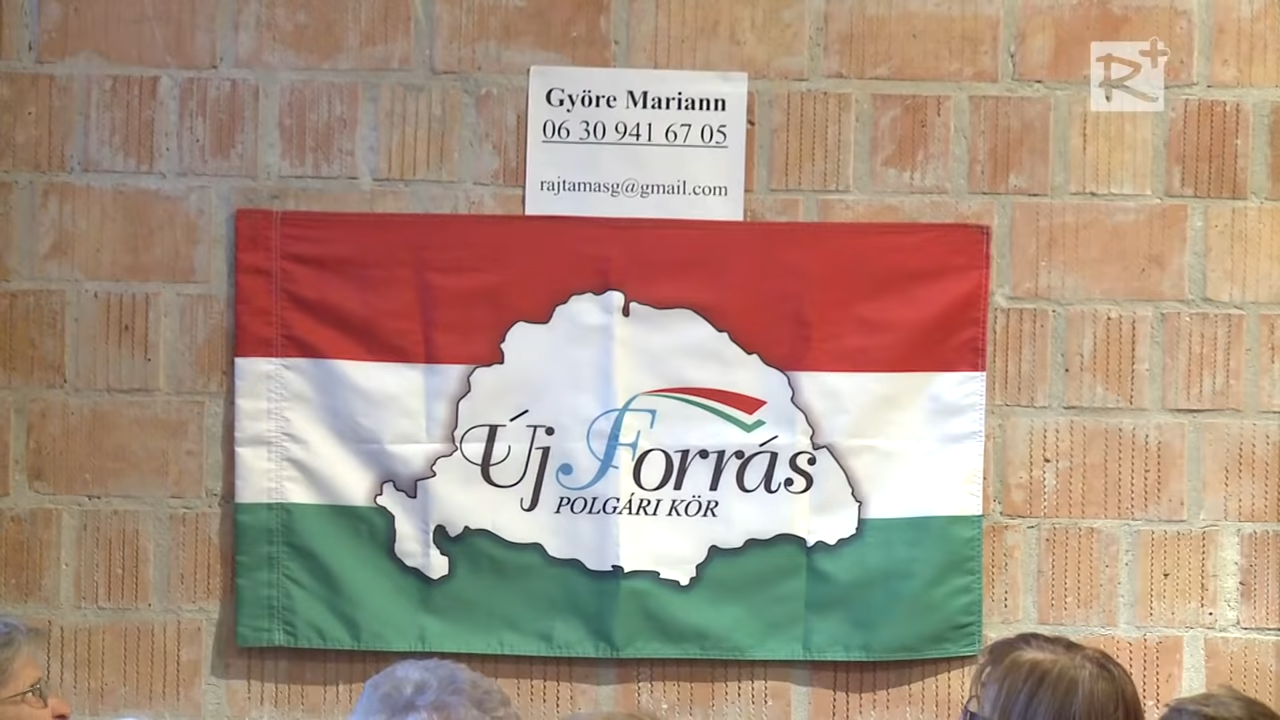 R+
Györe Mariann
06 30 941 67 05
rajtamasg@gmail.com
Új Forrás
POLGÁRI KÖR